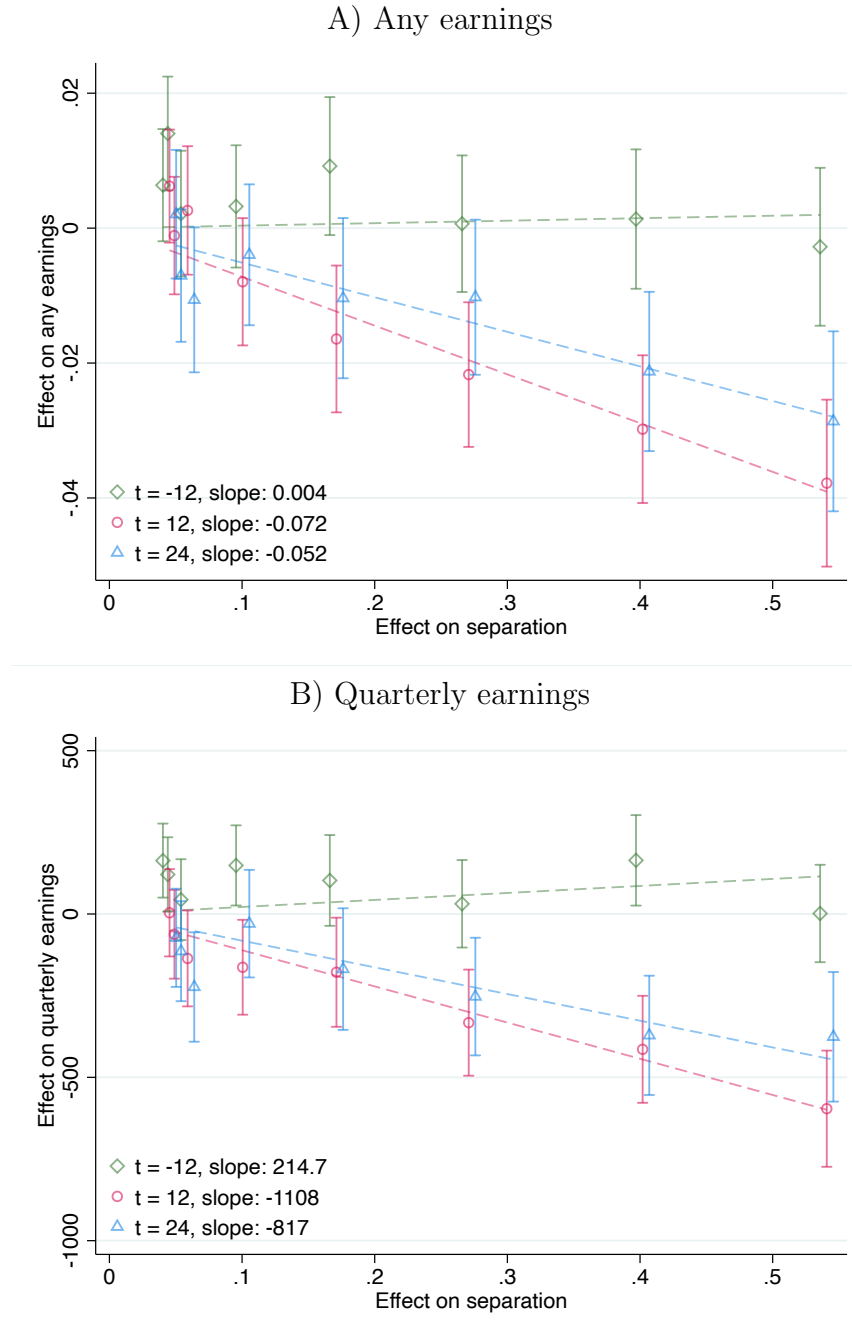 A) Any earnings
.02
0
-.02
-.04
Effect on any earnings
t = -12, slope: 0.004
t = 12, slope: -0.072
t = 24, slope: -0.052
0 .1 .2 .3 .4 .5
Effect on separation
B) Quarterly earnings
500
0
-500
-1000
Effect on quarterly earnings
t = -12, slope: 214.7
t = 12, slope: -1108
t = 24, slope: -817
0 .1 .2 .3 .4 .5
Effect on separation